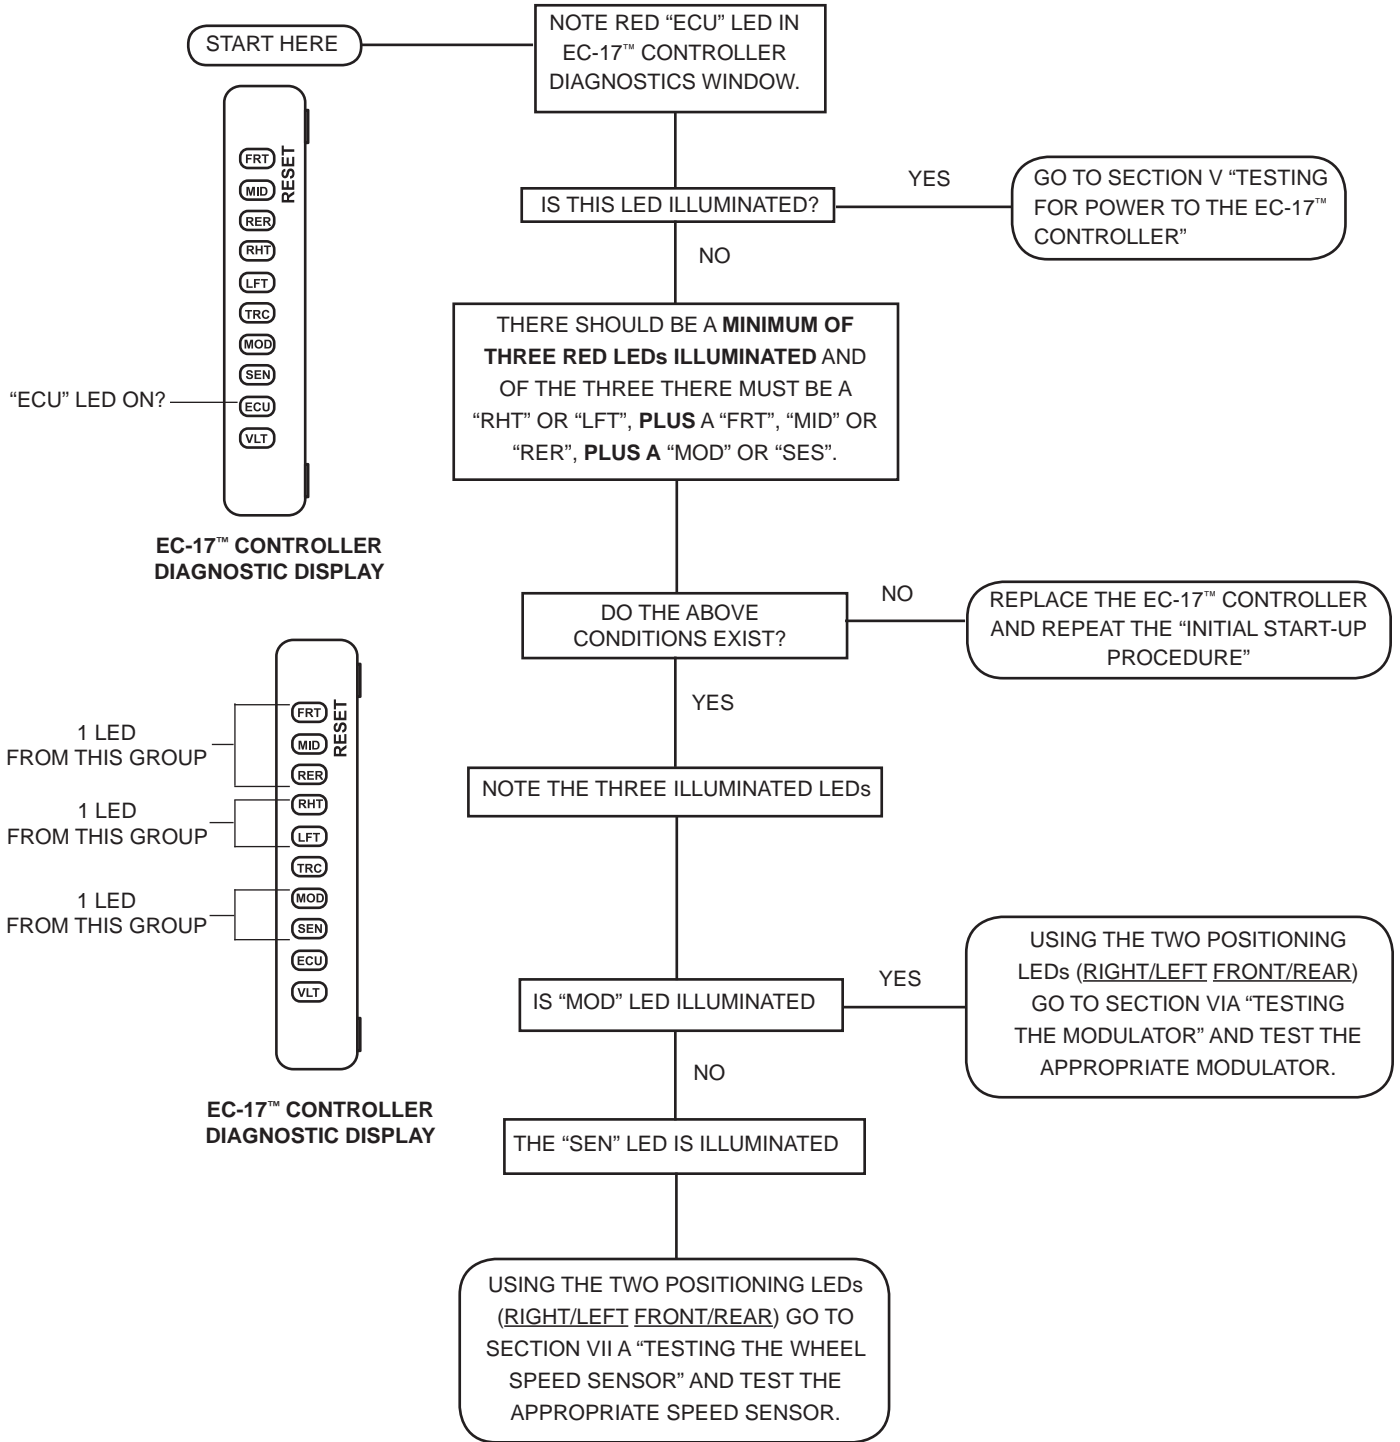 START HERE
NOTE RED “ECU” LED IN
EC-17™ CONTROLLER
DIAGNOSTICS WINDOW.
FRT
MID
RER
RHT
LFT
TRC
MOD
SEN
ECU
VLT
RESET
“ECU” LED ON?
EC-17™ CONTROLLER
DIAGNOSTIC DISPLAY
IS THIS LED ILLUMINATED?
YES
GO TO SECTION V “TESTING
FOR POWER TO THE EC-17™
CONTROLLER”
NO
THERE SHOULD BE A MINIMUM OF
THREE RED LEDs ILLUMINATED AND
OF THE THREE THERE MUST BE A
“RHT” OR “LFT”, PLUS A “FRT”, “MID” OR
“RER”, PLUS A “MOD” OR “SES”.
DO THE ABOVE
CONDITIONS EXIST?
NO
REPLACE THE EC-17™ CONTROLLER
AND REPEAT THE “INITIAL START-UP
PROCEDURE”
YES
FRT
MID
RER
RHT
LFT
TRC
MOD
SEN
ECU
VLT
RESET
1 LED
FROM THIS GROUP
1 LED
FROM THIS GROUP
1 LED
FROM THIS GROUP
EC-17™ CONTROLLER
DIAGNOSTIC DISPLAY
NOTE THE THREE ILLUMINATED LEDs
IS “MOD” LED ILLUMINATED
YES
USING THE TWO POSITIONING
LEDs (RIGHT/LEFT FRONT/REAR)
GO TO SECTION VIA “TESTING
THE MODULATOR” AND TEST THE
APPROPRIATE MODULATOR.
NO
THE “SEN” LED IS ILLUMINATED
USING THE TWO POSITIONING LEDs
(RIGHT/LEFT FRONT/REAR) GO TO
SECTION VII A “TESTING THE WHEEL
SPEED SENSOR” AND TEST THE
APPROPRIATE SPEED SENSOR.